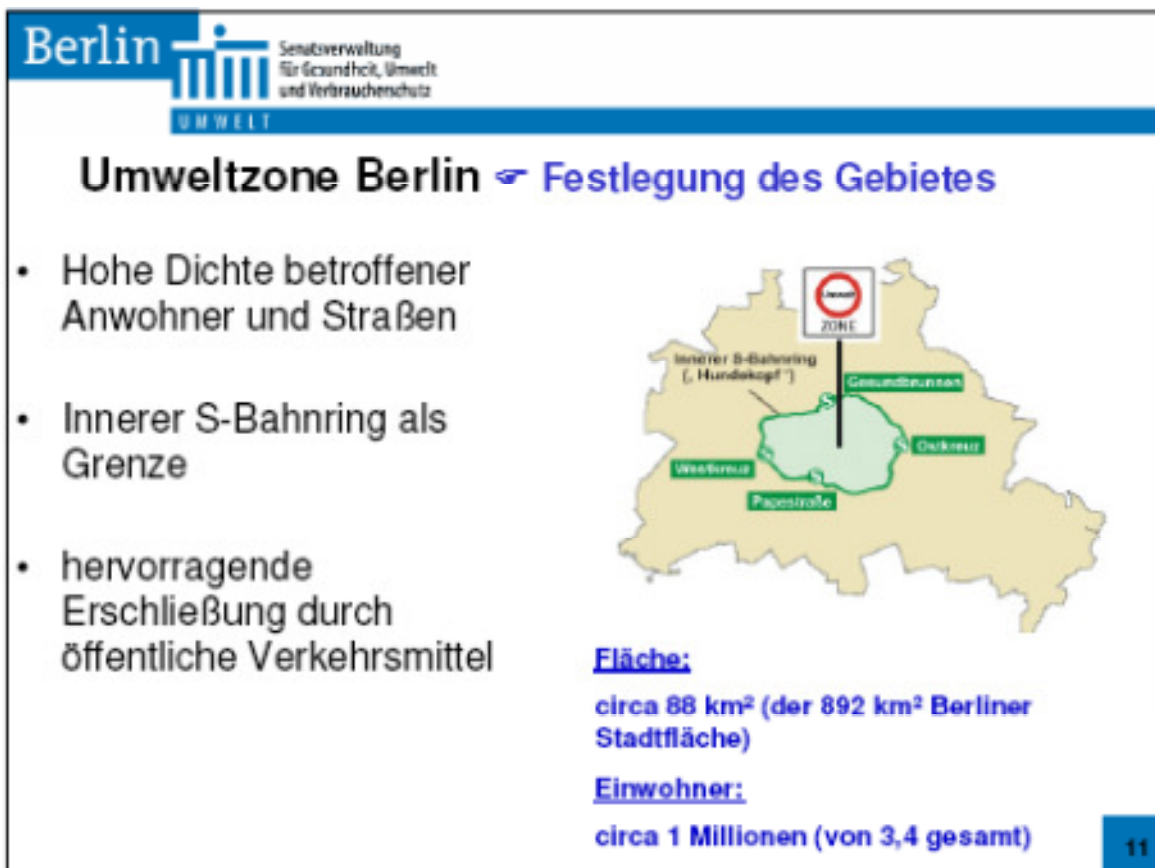 Berlin
Senatsverwaltung
für Gesundheit, Umwelt
und Verbraucherschutz
UMWELT
Umweltzone Berlin ☞ Festlegung des Gebietes
• Hohe Dichte betroffener
Anwohner und Straßen
• Innerer S-Bahnring als
Grenze
• hervorragende
Erschließung durch
öffentliche Verkehrsmittel
Umwelt
ZONE
Innerer S-Bahnring
(„Hundekopf“)
Gesundbrunnen
S
Ostkreuz
S
Westkreuz
S
Papestraße
Fläche:
circa 88 km² (der 892 km² Berliner
Stadtfläche)
Einwohner:
circa 1 Millionen (von 3,4 gesamt)
11